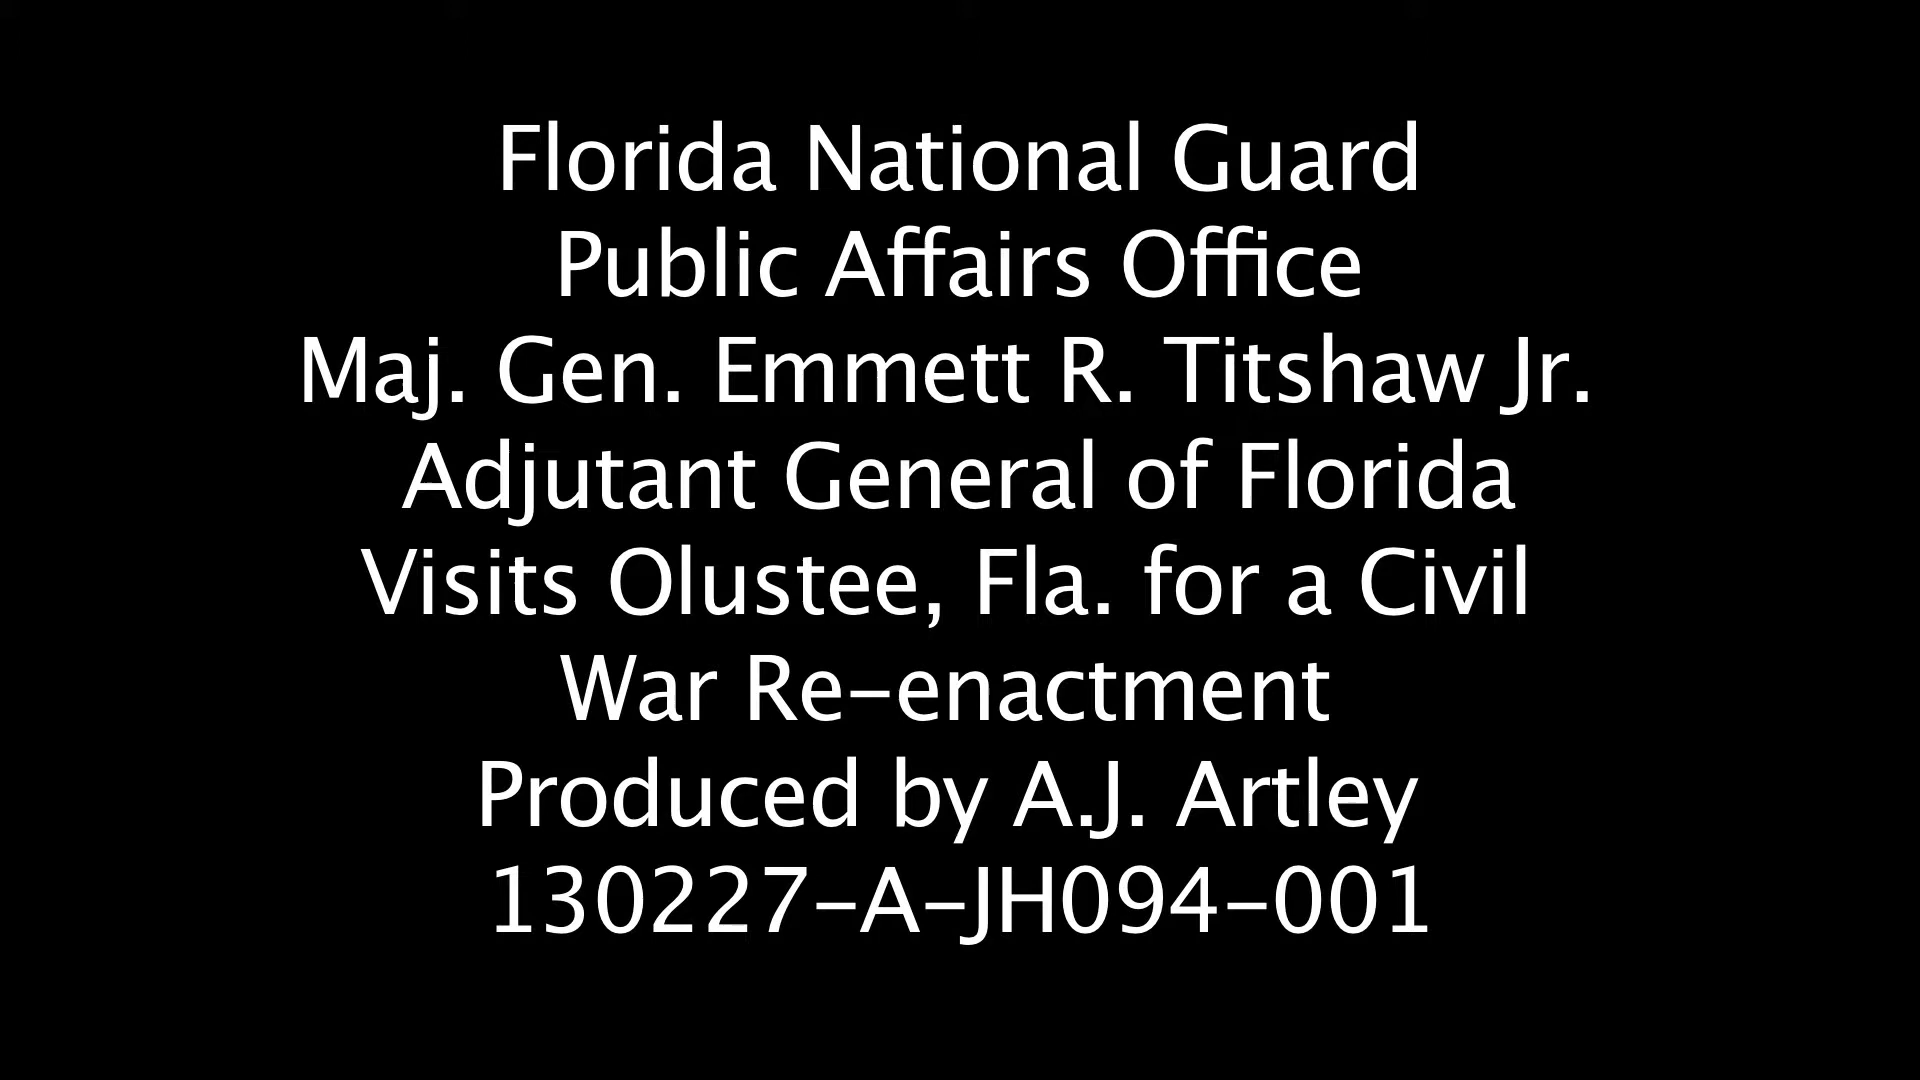 Florida National Guard
Public Affairs Office
Maj. Gen. Emmett R. Titshaw Jr.
Adjutant General of Florida
Visits Olustee, Fla. for a Civil
War Re-enactment
Produced by A.J. Artley
130227-A-JH094-001